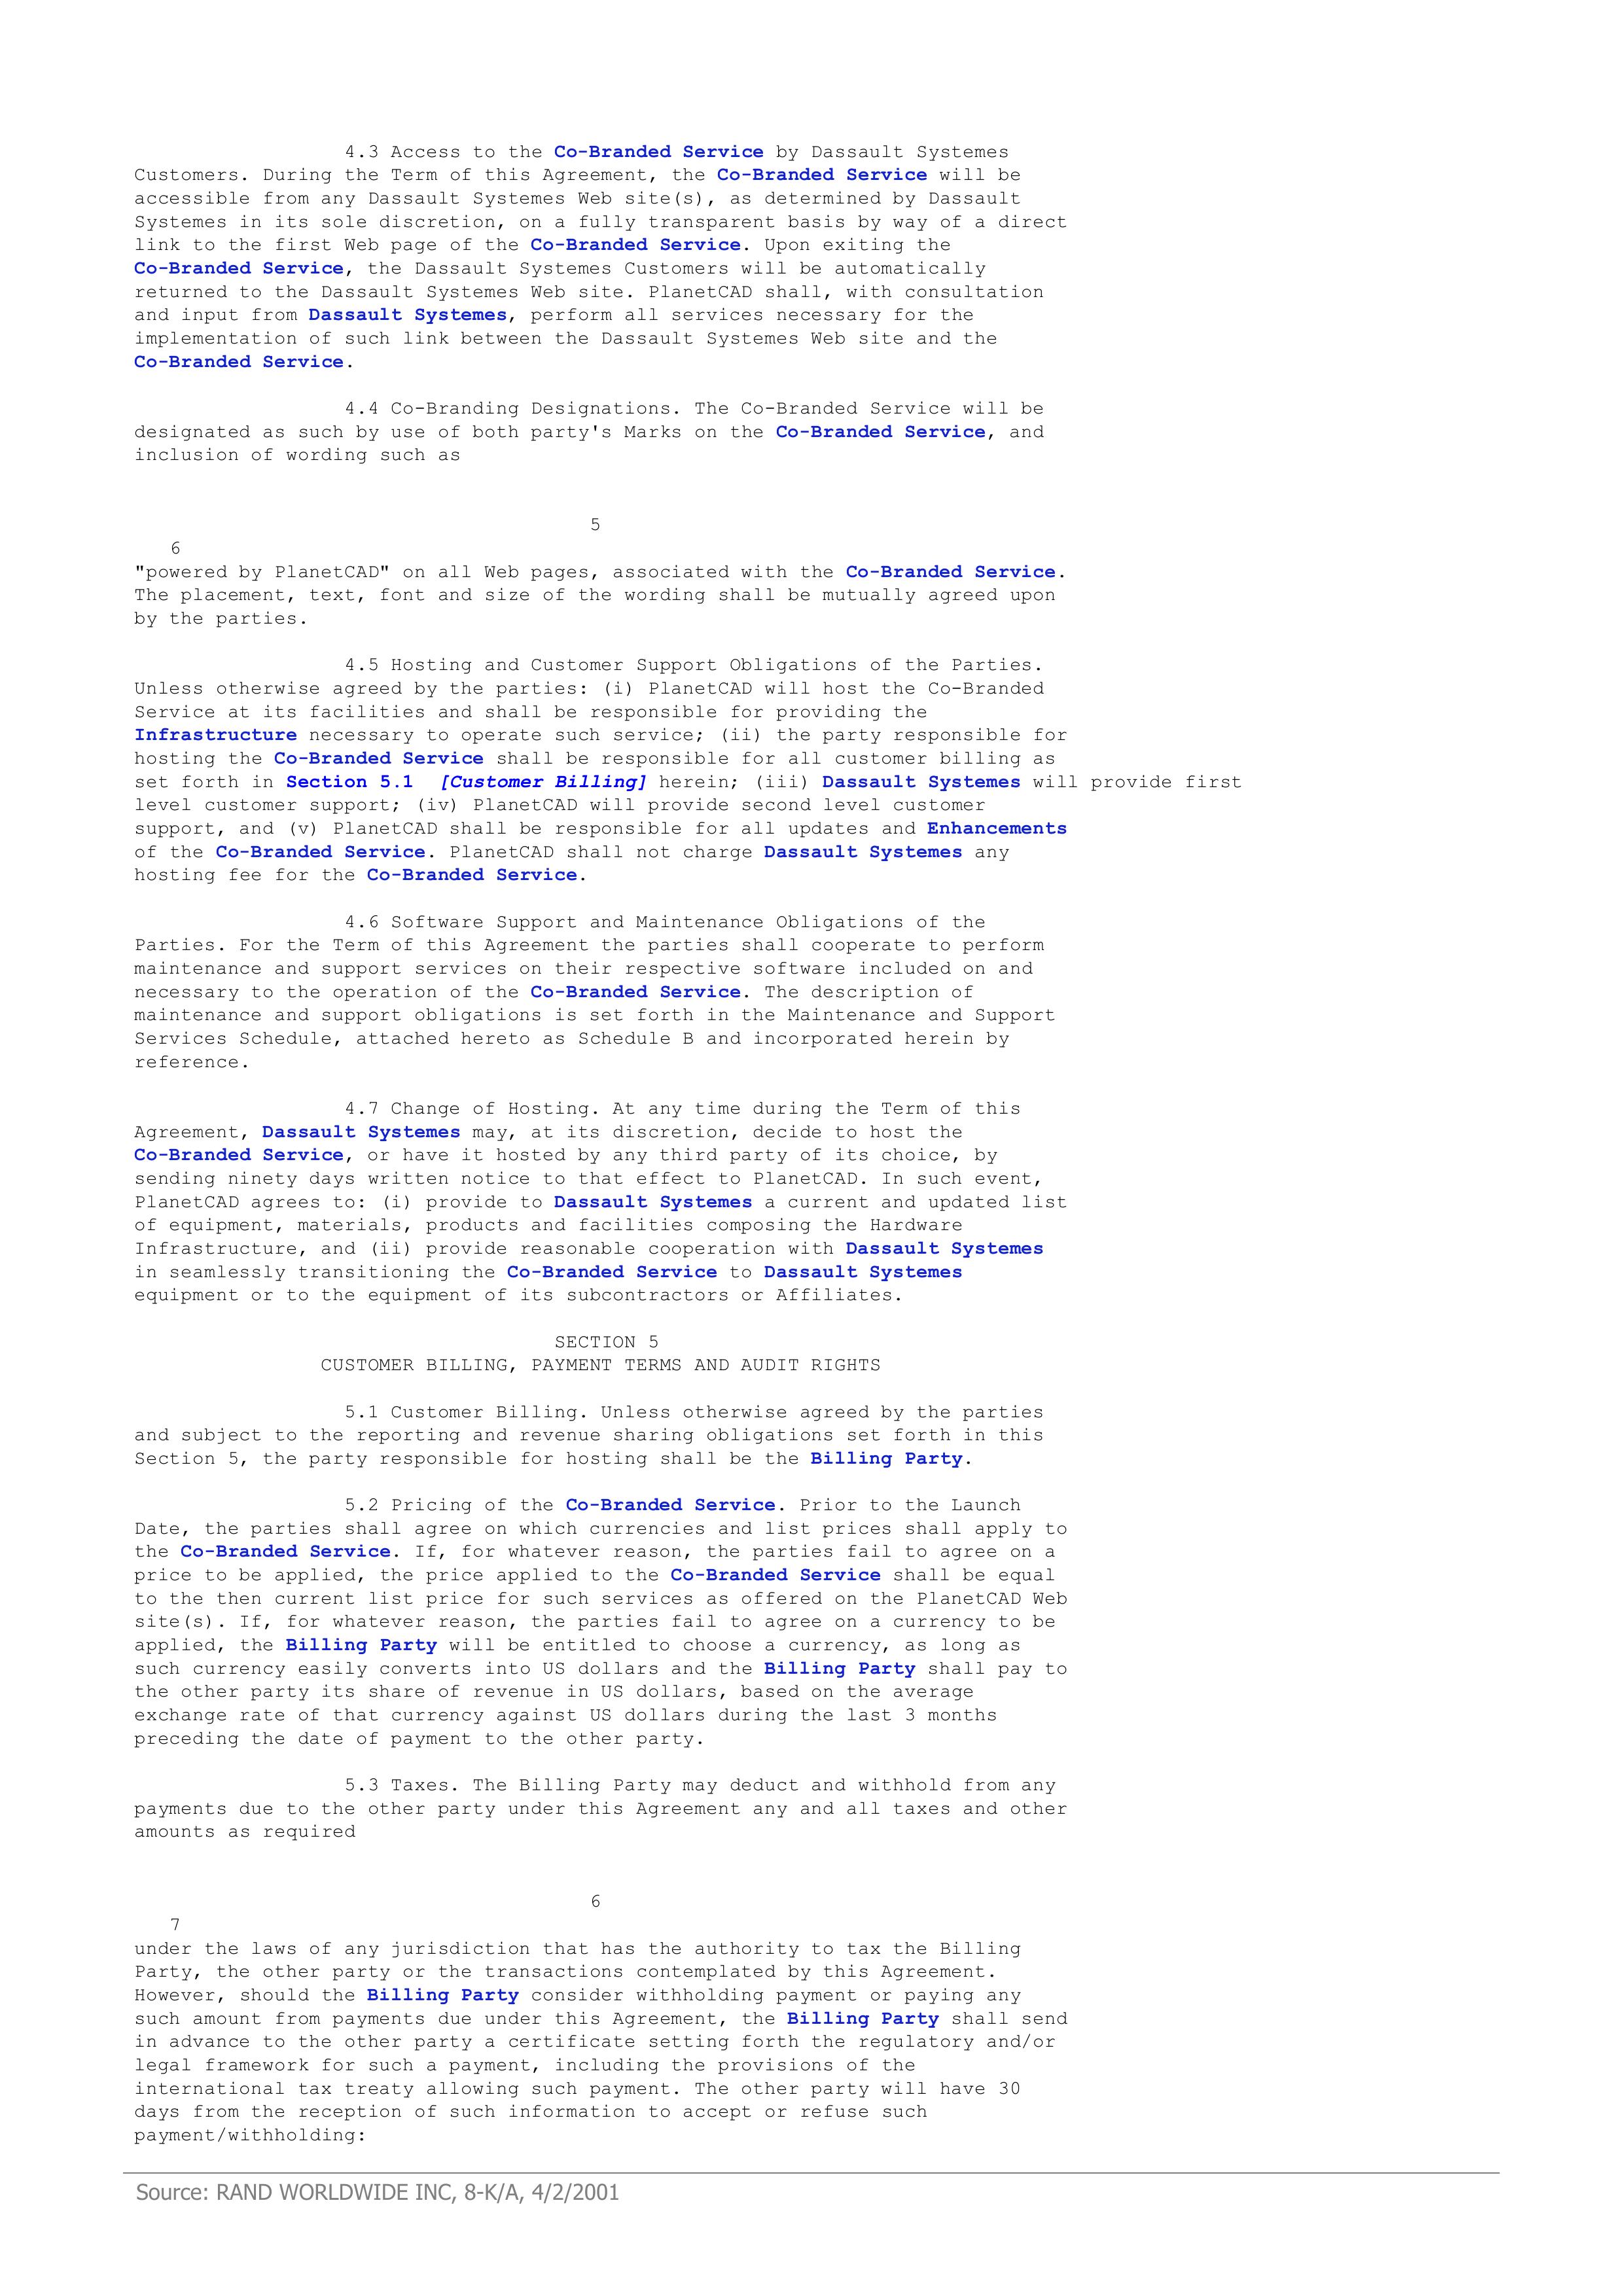 4.3 Access to the Co-Branded Service by Dassault Systemes
Customers. During the Term of this Agreement, the Co-Branded Service will be
accessible from any Dassault Systemes Web site(s), as determined by Dassault
Systemes in its sole discretion, on a fully transparent basis by way of a direct
link to the first Web page of the Co-Branded Service. Upon exiting the
Co-Branded Service, the Dassault Systemes Customers will be automatically
returned to the Dassault Systemes Web site. PlanetCAD shall, with consultation
and input from Dassault Systemes, perform all services necessary for the
implementation of such link between the Dassault Systemes Web site and the
Co-Branded Service.
4.4 Co-Branding Designations. The Co-Branded Service will be
designated as such by use of both party's Marks on the Co-Branded Service, and
inclusion of wording such as
5
6
"powered by PlanetCAD" on all Web pages, associated with the Co-Branded Service.
The placement, text, font and size of the wording shall be mutually agreed upon
by the parties.
4.5 Hosting and Customer Support Obligations of the Parties.
Unless otherwise agreed by the parties: (i) PlanetCAD will host the Co-Branded
Service at its facilities and shall be responsible for providing the
Infrastructure necessary to operate such service; (ii) the party responsible for
hosting the Co-Branded Service shall be responsible for all customer billing as
set forth in Section 5.1 [Customer Billing] herein; (iii) Dassault Systemes will provide first
level customer support; (iv) PlanetCAD will provide second level customer
support, and (v) PlanetCAD shall be responsible for all updates and Enhancements
of the Co-Branded Service. PlanetCAD shall not charge Dassault Systemes any
hosting fee for the Co-Branded Service.
4.6 Software Support and Maintenance Obligations of the
Parties. For the Term of this Agreement the parties shall cooperate to perform
maintenance and support services on their respective software included on and
necessary to the operation of the Co-Branded Service. The description of
maintenance and support obligations is set forth in the Maintenance and Support
Services Schedule, attached hereto as Schedule B and incorporated herein by
reference.
4.7 Change of Hosting. At any time during the Term of this
Agreement, Dassault Systemes may, at its discretion, decide to host the
Co-Branded Service, or have it hosted by any third party of its choice, by
sending ninety days written notice to that effect to PlanetCAD. In such event,
PlanetCAD agrees to: (i) provide to Dassault Systemes a current and updated list
of equipment, materials, products and facilities composing the Hardware
Infrastructure, and (ii) provide reasonable cooperation with Dassault Systemes
in seamlessly transitioning the Co-Branded Service to Dassault Systemes
equipment or to the equipment of its subcontractors or Affiliates.
SECTION 5
CUSTOMER BILLING, PAYMENT TERMS AND AUDIT RIGHTS
5.1 Customer Billing. Unless otherwise agreed by the parties
and subject to the reporting and revenue sharing obligations set forth in this
Section 5, the party responsible for hosting shall be the Billing Party.
5.2 Pricing of the Co-Branded Service. Prior to the Launch
Date, the parties shall agree on which currencies and list prices shall apply to
the Co-Branded Service. If, for whatever reason, the parties fail to agree on a
price to be applied, the price applied to the Co-Branded Service shall be equal
to the then current list price for such services as offered on the PlanetCAD Web
site(s). If, for whatever reason, the parties fail to agree on a currency to be
applied, the Billing Party will be entitled to choose a currency, as long as
such currency easily converts into US dollars and the Billing Party shall pay to
the other party its share of revenue in US dollars, based on the average
exchange rate of that currency against US dollars during the last 3 months
preceding the date of payment to the other party.
5.3 Taxes. The Billing Party may deduct and withhold from any
payments due to the other party under this Agreement any and all taxes and other
amounts as required
6
7
under the laws of any jurisdiction that has the authority to tax the Billing
Party, the other party or the transactions contemplated by this Agreement.
However, should the Billing Party consider withholding payment or paying any
such amount from payments due under this Agreement, the Billing Party shall send
in advance to the other party a certificate setting forth the regulatory and/or
legal framework for such a payment, including the provisions of the
international tax treaty allowing such payment. The other party will have 30
days from the reception of such information to accept or refuse such
payment/withholding:
Source: RAND WORLDWIDE INC, 8-K/A, 4/2/2001